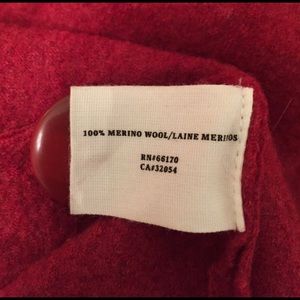 100% MERINO WOOL/LAINE MERINOS
RN#66170
CA#32054